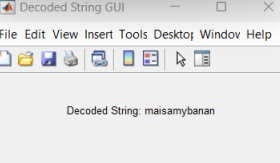 Decoded String GUI
File Edit View Insert Tools Desktop Window Help
Decoded String: maisamybanan